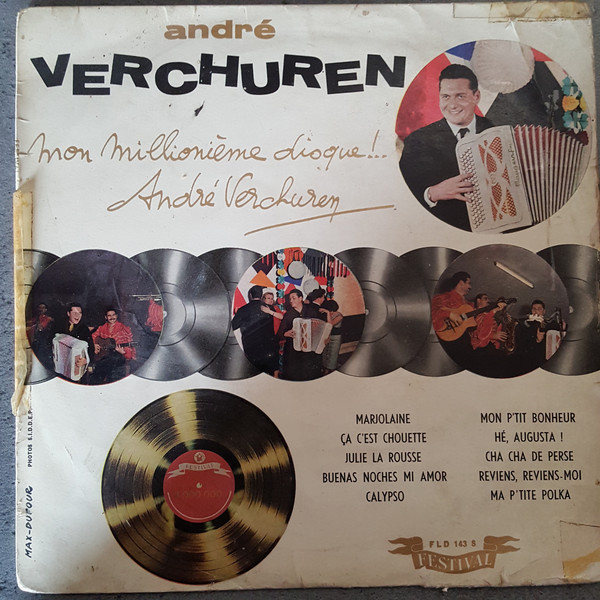 andré
VERCHUREN
mon millionième disque!..
André Verchuren
MARJOLAINE
ÇA C'EST CHOUETTE
JULIE LA ROUSSE
BUENAS NOCHES MI AMOR
CALYPSO
MON P'TIT BONHEUR
HÉ, AUGUSTA !
CHA CHA DE PERSE
REVIENS, REVIENS-MOI
MA P'TITE POLKA
FESTIVAL
FLD 143 S
FESTIVAL
PHOTOS S.I.D.D.E.P.
MAX-DUFOUR